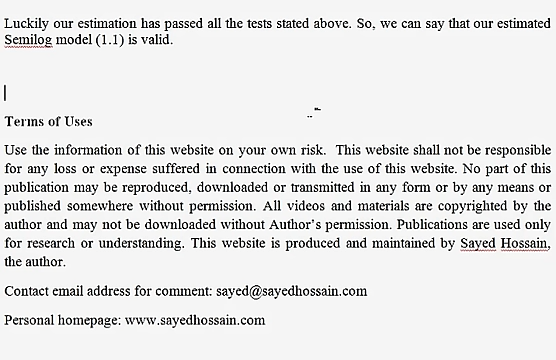 Luckily our estimation has passed all the tests stated above. So, we can say that our estimated
Semilog model (1.1) is valid.
Terms of Uses
Use the information of this website on your own risk. This website shall not be responsible
for any loss or expense suffered in connection with the use of this website. No part of this
publication may be reproduced, downloaded or transmitted in any form or by any means or
published somewhere without permission. All videos and materials are copyrighted by the
author and may not be downloaded without Author's permission. Publications are used only
for research or understanding. This website is produced and maintained by Sayed Hossain,
the author.
Contact email address for comment: sayed@sayedhossain.com
Personal homepage: www.sayedhossain.com